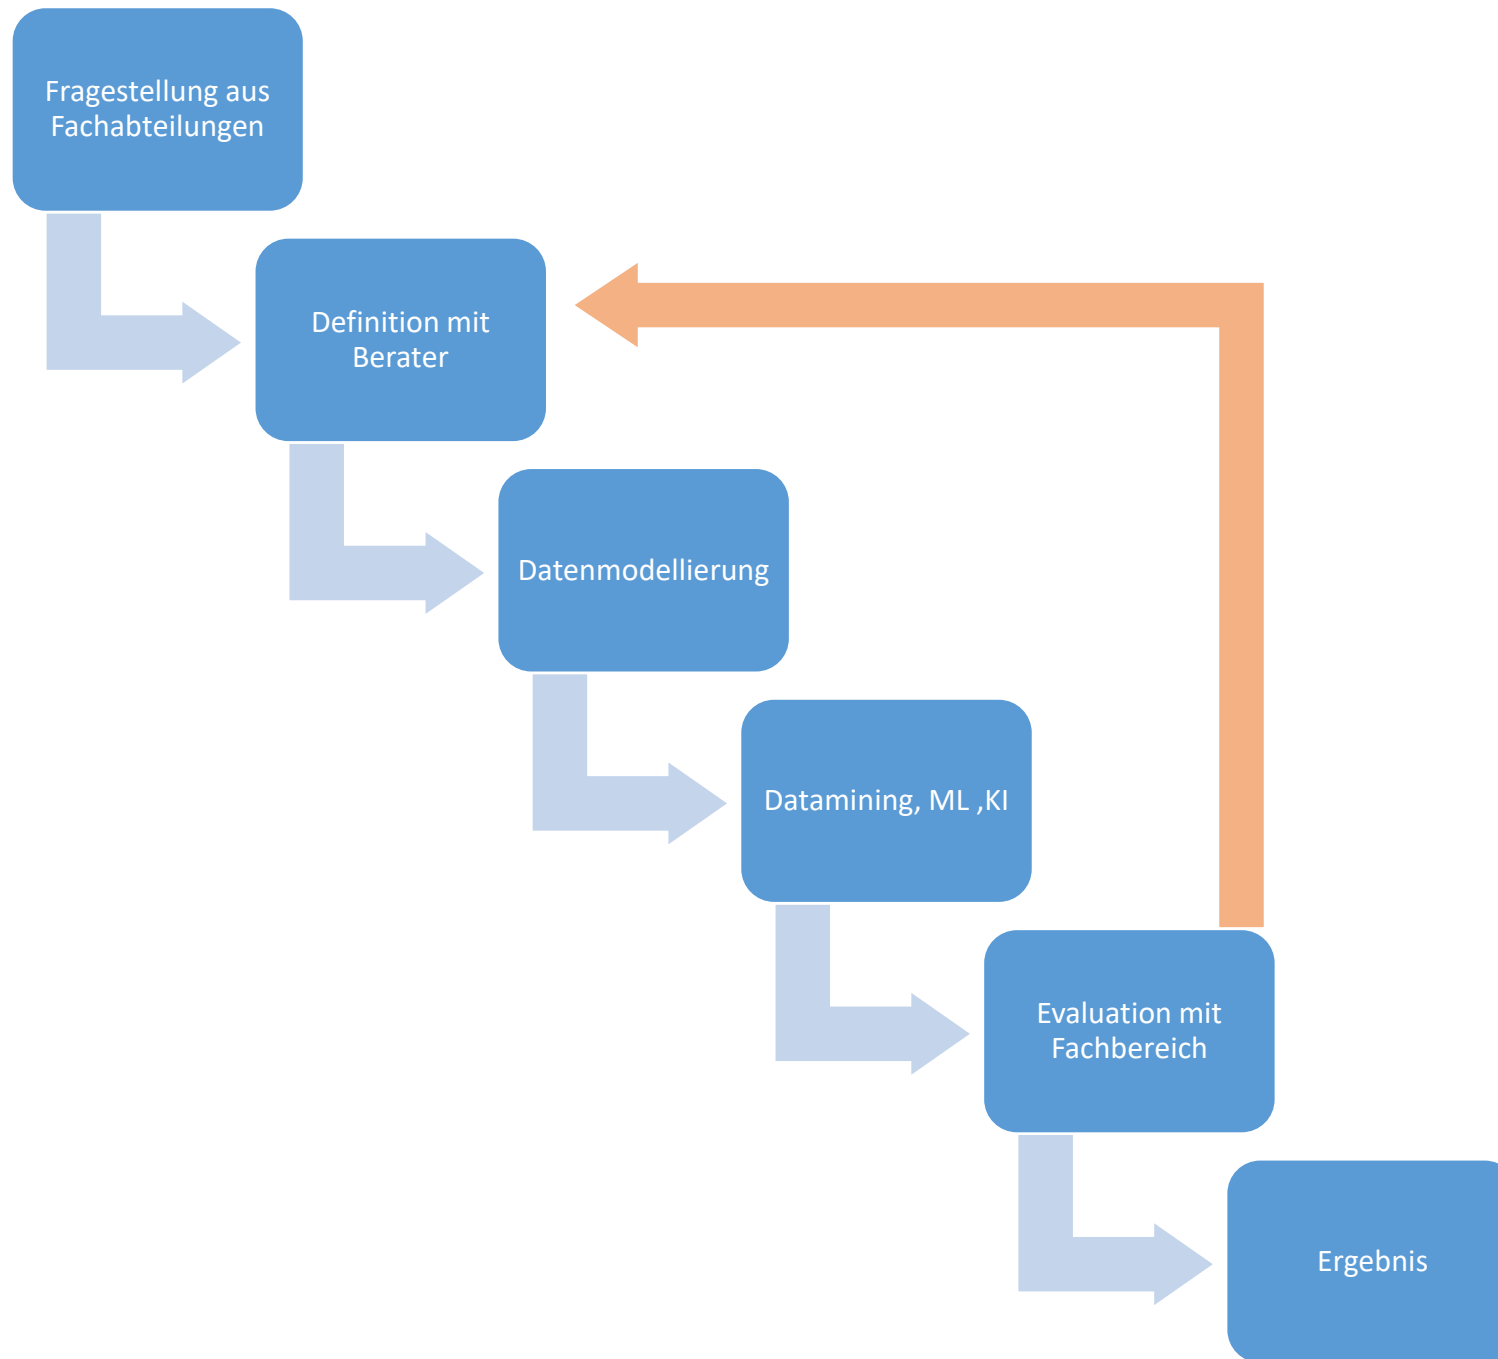 Fragestellung aus
Fachabteilungen
Definition mit
Berater
Datenmodellierung
Datamining, ML ,KI
Evaluation mit
Fachbereich
Ergebnis